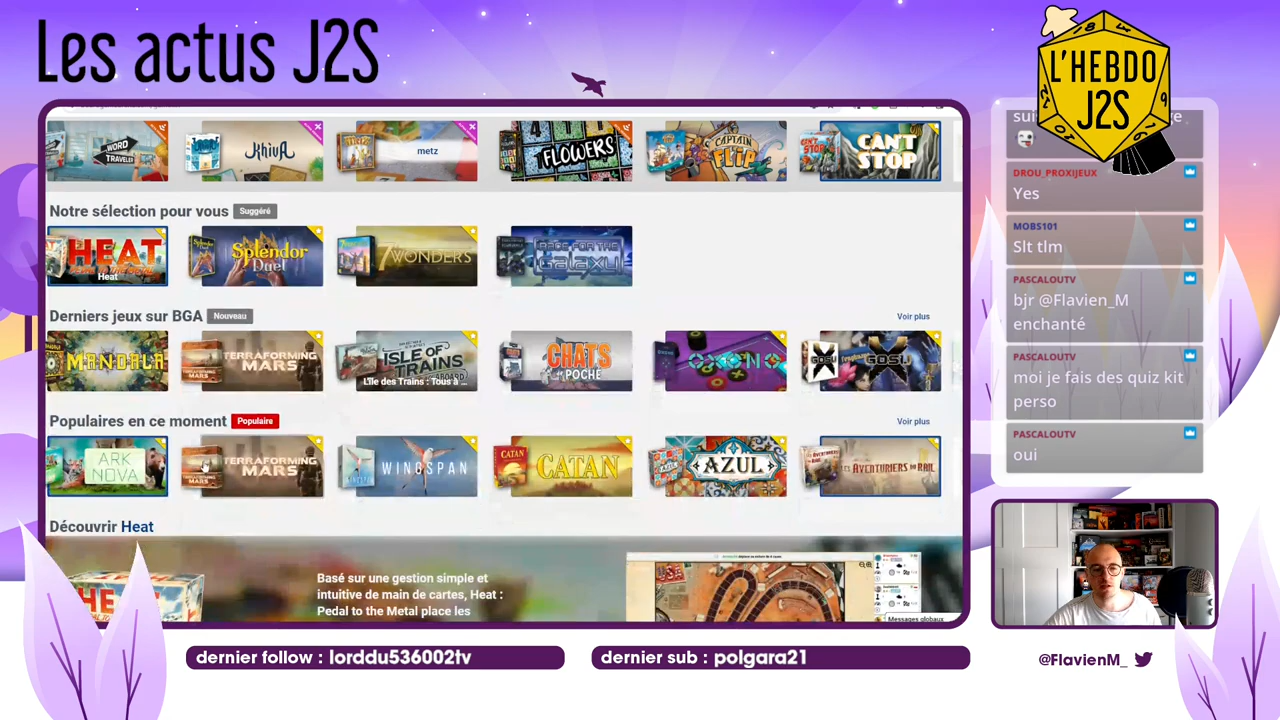 Les actus J2S
L'HEBDO
J2S
WORD
TRAVELER
KHIVA
metz
FLOWERS
CAPTAIN
FLIP
CAN'T
STOP
Notre sélection pour vous Suggéré
HEAT
Heat
Splendor
Duel
7 WONDERS
Derniers jeux sur BGA Nouveau
Voir plus
MANDALA
TERRAFORMING
MARS
ISLE OF
TRAINS
L'île des Trains : Tous à ...
CHATS
POCHE
OXONO
GOSU
Populaires en ce moment Populaire
Voir plus
ARK
NOVA
TERRAFORMING
MARS
WINGSPAN
CATAN
CATAN
AZUL
LES AVENTURIERS DU RAIL
Découvrir Heat
Basé sur une gestion simple et
intuitive de main de cartes, Heat :
Pedal to the Metal place les
Messages globaux
DROU_PROXIJEUX
Yes
MOBS101
Slt tlm
PASCALOUTV
bjr @Flavien_M
enchanté
PASCALOUTV
moi je fais des quiz kit
perso
PASCALOUTV
oui
dernier follow : lorddu536002tv
dernier sub : polgara21
@FlavienM_